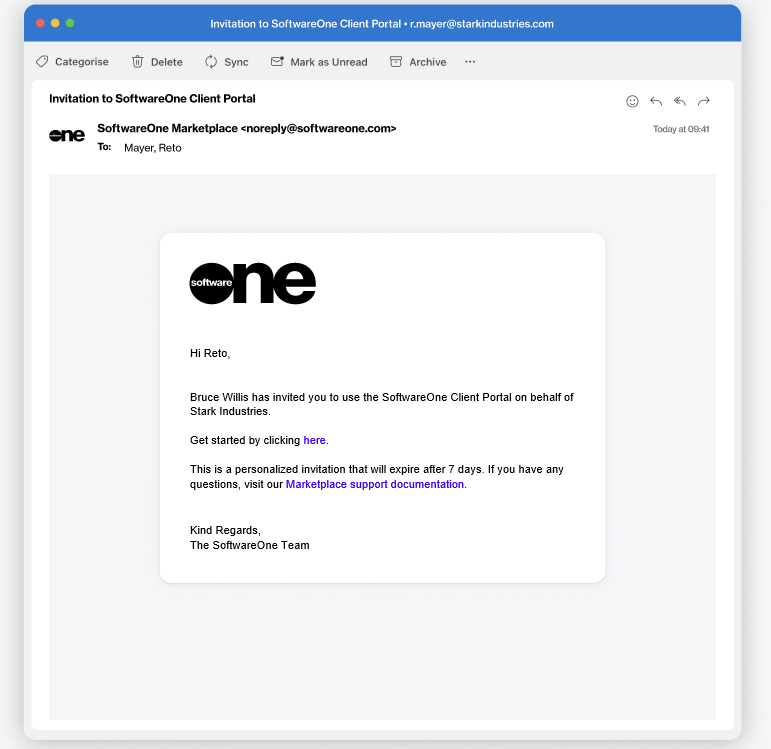 Invitation to SoftwareOne Client Portal • r.mayer@starkindustries.com
Categorise Delete Sync Mark as Unread Archive ···
Invitation to SoftwareOne Client Portal
software one
SoftwareOne Marketplace <noreply@softwareone.com>
Today at 09:41
To: Mayer, Reto
software one
Hi Reto,
Bruce Willis has invited you to use the SoftwareOne Client Portal on behalf of
Stark Industries.
Get started by clicking here.
This is a personalized invitation that will expire after 7 days. If you have any
questions, visit our Marketplace support documentation.
Kind Regards,
The SoftwareOne Team